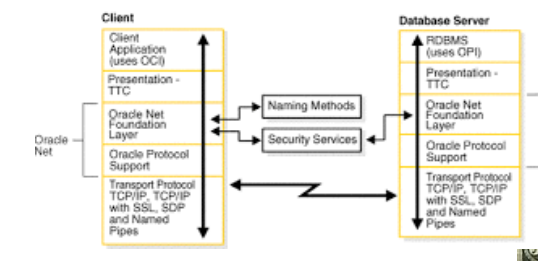 Client
Client
Application
(uses OCI)
Presentation -
TTC
Oracle Net
Foundation
Layer
Oracle Protocol
Support
Transport Protocol
TCP/IP, TCP/IP
with SSL, SDP
and Named
Pipes
Oracle
Net
Naming Methods
Security Services
Database Server
RDBMS
(uses OPI)
Presentation -
TTC
Oracle Net
Foundation
Layer
Oracle Protocol
Support
Transport Protocol
TCP/IP, TCP/IP
with SSL, SDP
and Named
Pipes